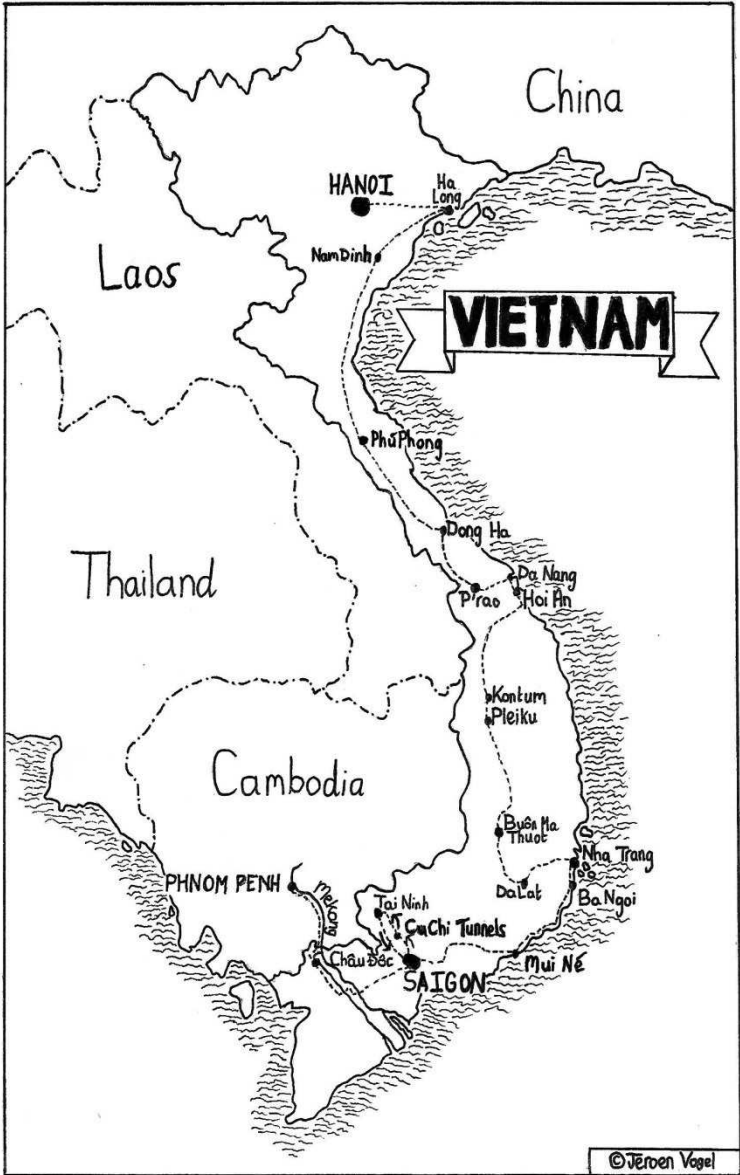 China
HANOI
Ha
Long
Nam Dinh
Laos
VIETNAM
Phú Phong
Dong Ha
Thailand
P'rao
Da Nang
Hoi An
Kontum
Pleiku
Cambodia
Buôn Ma
Thuot
Nha Trang
Da Lat
Ba Ngoi
PHNOM PENH
Mekong
Tai Ninh
Cu Chi Tunnels
Châu Đốc
SAIGON
Mui Né
©Jeroen Vogel